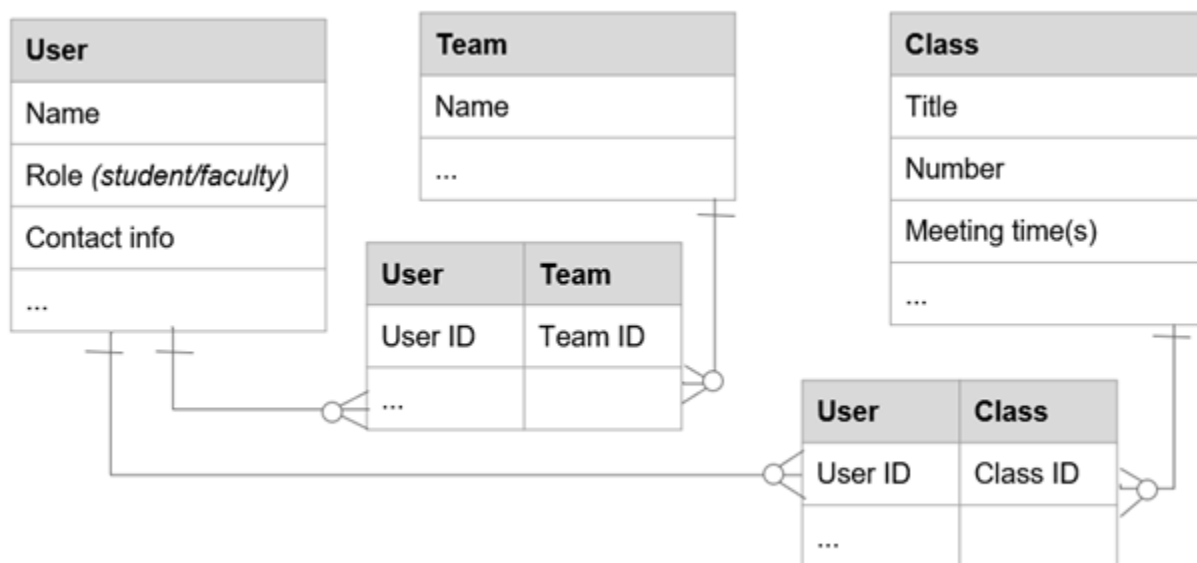 User
Name
Role (student/faculty)
Contact info
...
Team
Name
...
Class
Title
Number
Meeting time(s)
...
User Team
User ID Team ID
...
User Class
User ID Class ID
...